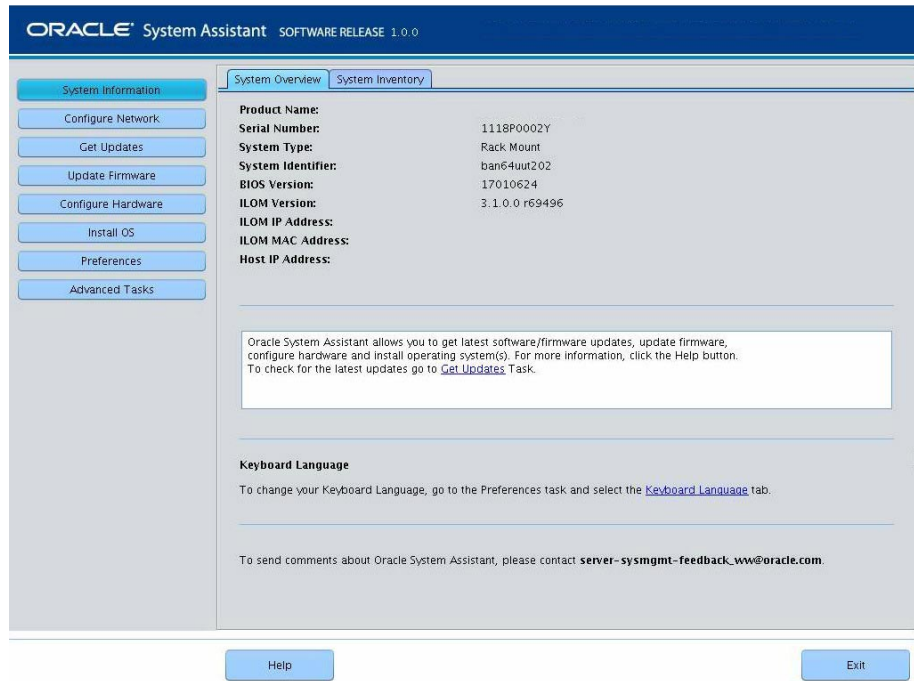 ORACLE System Assistant SOFTWARE RELEASE 1.0.0
System Information
Configure Network
Get Updates
Update Firmware
Configure Hardware
Install OS
Preferences
Advanced Tasks
System Overview System Inventory
Product Name:
Serial Number: 1118P0002Y
System Type: Rack Mount
System Identifier: ban64uut202
BIOS Version: 17010624
ILOM Version: 3.1.0.0 r69496
ILOM IP Address:
ILOM MAC Address:
Host IP Address:
Oracle System Assistant allows you to get latest software/firmware updates, update firmware,
configure hardware and install operating system(s). For more information, click the Help button.
To check for the latest updates go to Get Updates Task.
Keyboard Language
To change your Keyboard Language, go to the Preferences task and select the Keyboard Language tab.
To send comments about Oracle System Assistant, please contact server-sysmgmt-feedback_ww@oracle.com.
Help
Exit